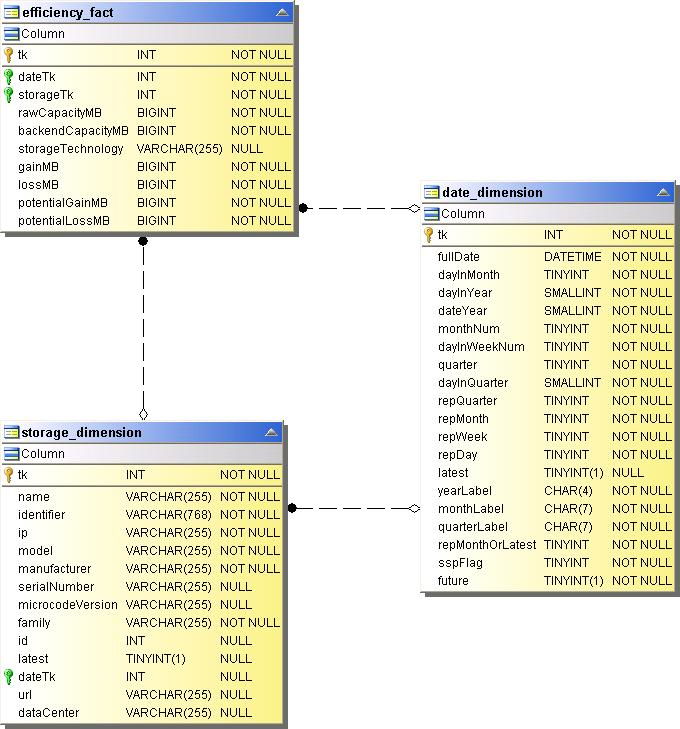 efficiency_fact
Column
tk INT NOT NULL
dateTk INT NOT NULL
storageTk INT NOT NULL
rawCapacityMB BIGINT NOT NULL
backendCapacityMB BIGINT NOT NULL
storageTechnology VARCHAR(255) NULL
gainMB BIGINT NOT NULL
lossMB BIGINT NOT NULL
potentialGainMB BIGINT NOT NULL
potentialLossMB BIGINT NOT NULL
date_dimension
Column
tk INT NOT NULL
fullDate DATETIME NOT NULL
dayInMonth TINYINT NOT NULL
dayInYear SMALLINT NOT NULL
dateYear SMALLINT NOT NULL
monthNum TINYINT NOT NULL
dayInWeekNum TINYINT NOT NULL
quarter TINYINT NOT NULL
dayInQuarter SMALLINT NOT NULL
repQuarter TINYINT NOT NULL
repMonth TINYINT NOT NULL
repWeek TINYINT NOT NULL
repDay TINYINT NOT NULL
latest TINYINT(1) NULL
yearLabel CHAR(4) NOT NULL
monthLabel CHAR(7) NOT NULL
quarterLabel CHAR(7) NOT NULL
repMonthOrLatest TINYINT NOT NULL
sspFlag TINYINT NOT NULL
future TINYINT(1) NOT NULL
storage_dimension
Column
tk INT NOT NULL
name VARCHAR(255) NOT NULL
identifier VARCHAR(768) NOT NULL
ip VARCHAR(255) NOT NULL
model VARCHAR(255) NOT NULL
manufacturer VARCHAR(255) NOT NULL
serialNumber VARCHAR(255) NULL
microcodeVersion VARCHAR(255) NULL
family VARCHAR(255) NOT NULL
id INT NULL
latest TINYINT(1) NULL
dateTk INT NULL
url VARCHAR(255) NULL
dataCenter VARCHAR(255) NULL